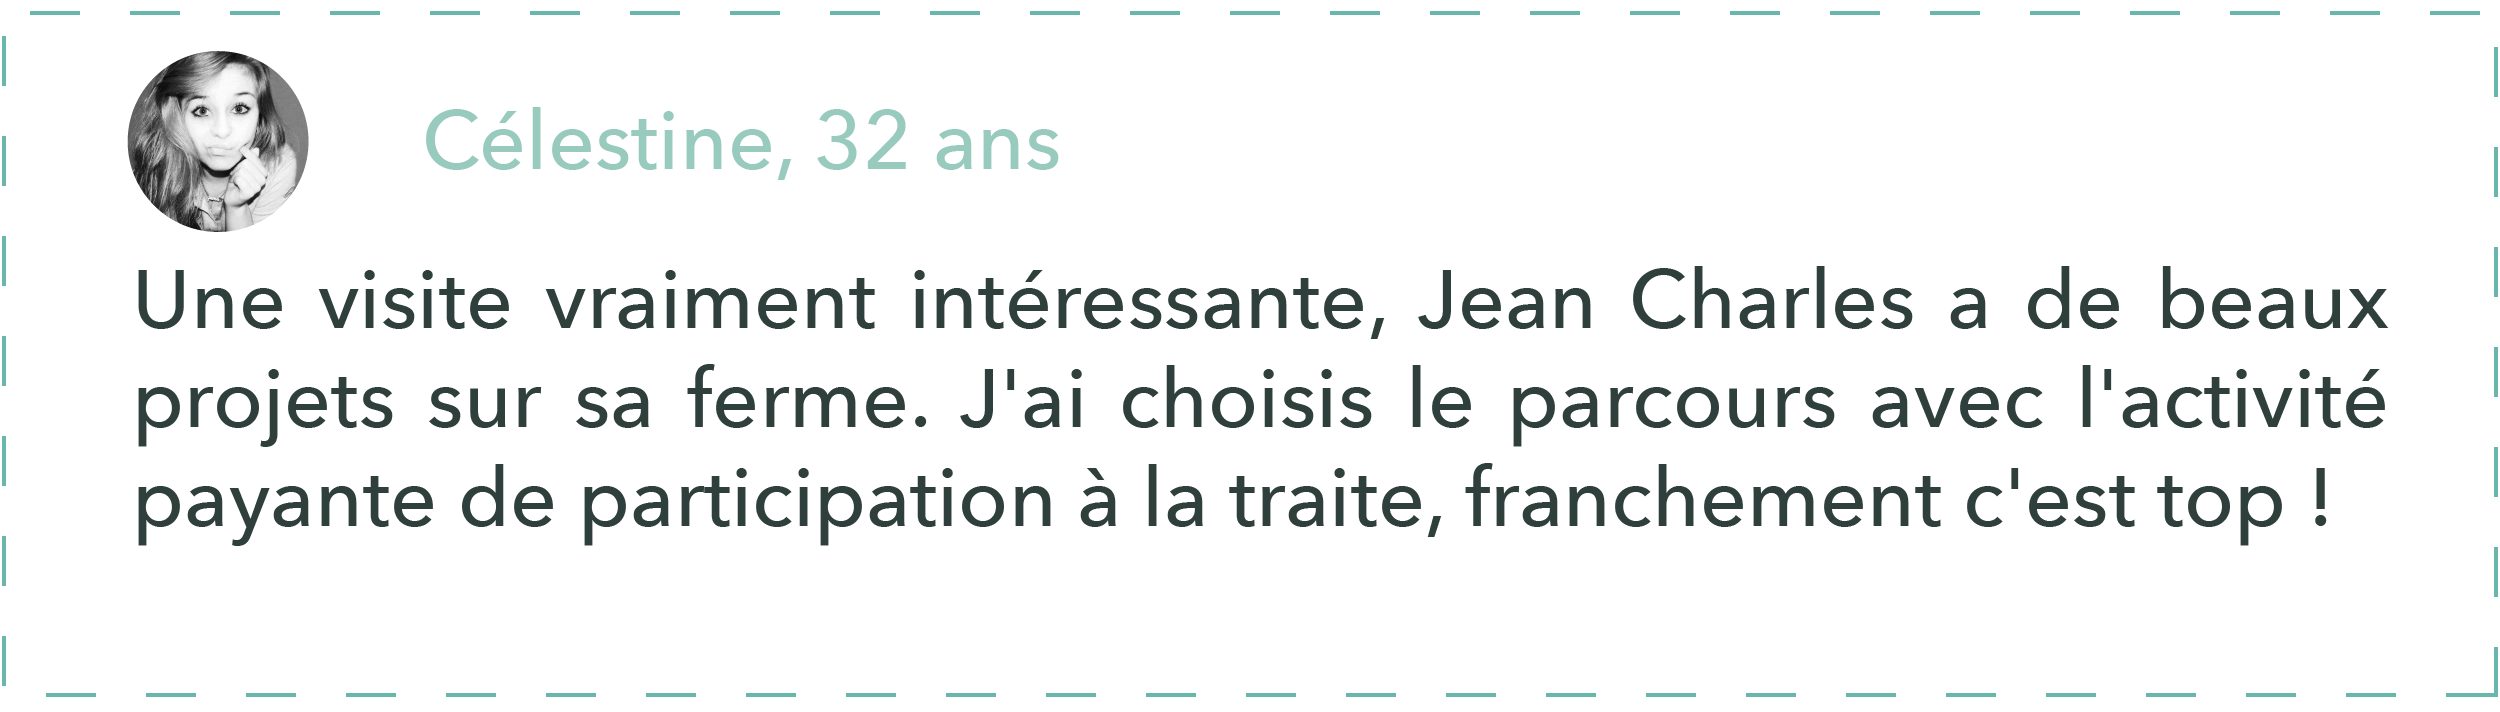 Célestine, 32 ans
Une visite vraiment intéressante, Jean Charles a de beaux
projets sur sa ferme. J'ai choisis le parcours avec l'activité
payante de participation à la traite, franchement c'est top !